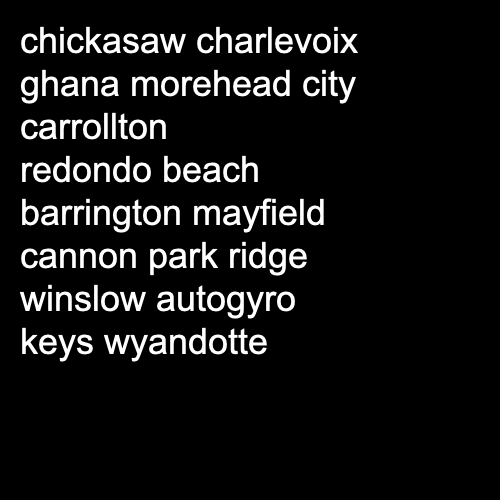 chickasaw charlevoix
ghana morehead city
carrollton
redondo beach
barrington mayfield
cannon park ridge
winslow autogyro
keys wyandotte